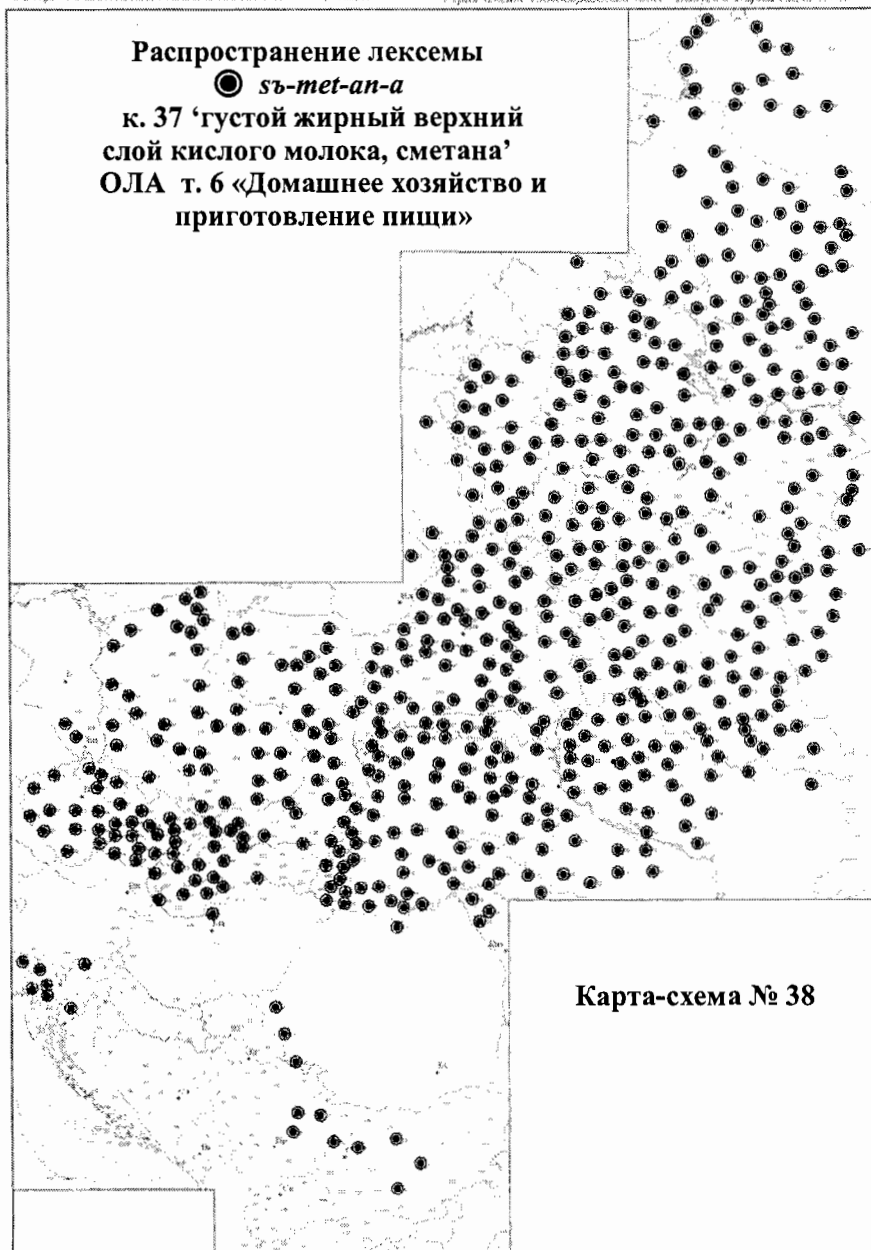 Распространение лексемы
◉ sъ-met-an-a
к. 37 ‘густой жирный верхний
слой кислого молока, сметана’
ОЛА т. 6 «Домашнее хозяйство и
приготовление пищи»
Карта-схема № 38